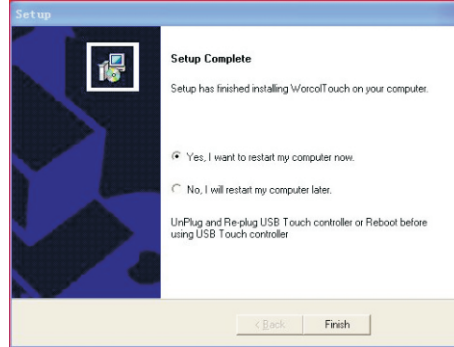 Setup
Setup Complete
Setup has finished installing WorcolTouch on your computer.
Yes, I want to restart my computer now.
No, I will restart my computer later.
UnPlug and Re-plug USB Touch controller or Reboot before
using USB Touch controller
< Back
Finish